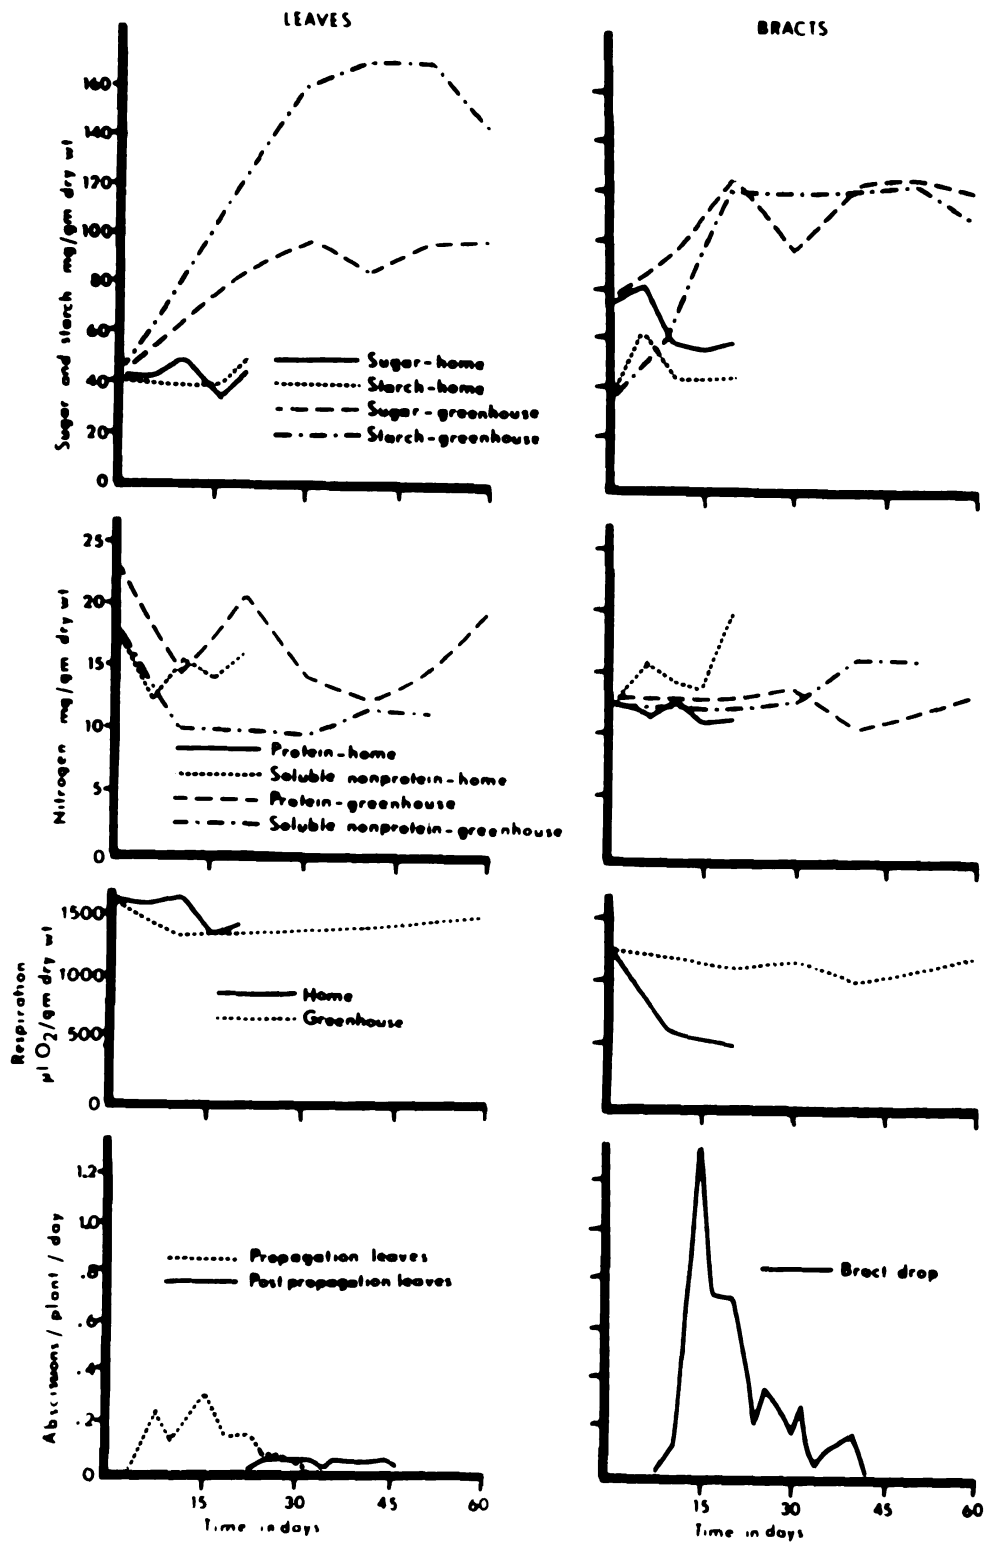 LEAVES
BRACTS
Sugar and starch mg/gm dry wt
160
140
120
100
80
60
40
20
0
Sugar-home
Starch-home
Sugar-greenhouse
Starch-greenhouse
Nitrogen mg/gm dry wt
25
20
15
10
5
0
Protein-home
Soluble nonprotein-home
Protein-greenhouse
Soluble nonprotein-greenhouse
Respiration
µl O2/gm dry wt
1500
1000
500
0
Home
Greenhouse
Abscissions/plant/day
1.2
1.0
.8
.6
.4
.2
0
Propagation leaves
Post propagation leaves
Bract drop
15 30 45 60
Time in days
15 30 45 60
Time in days